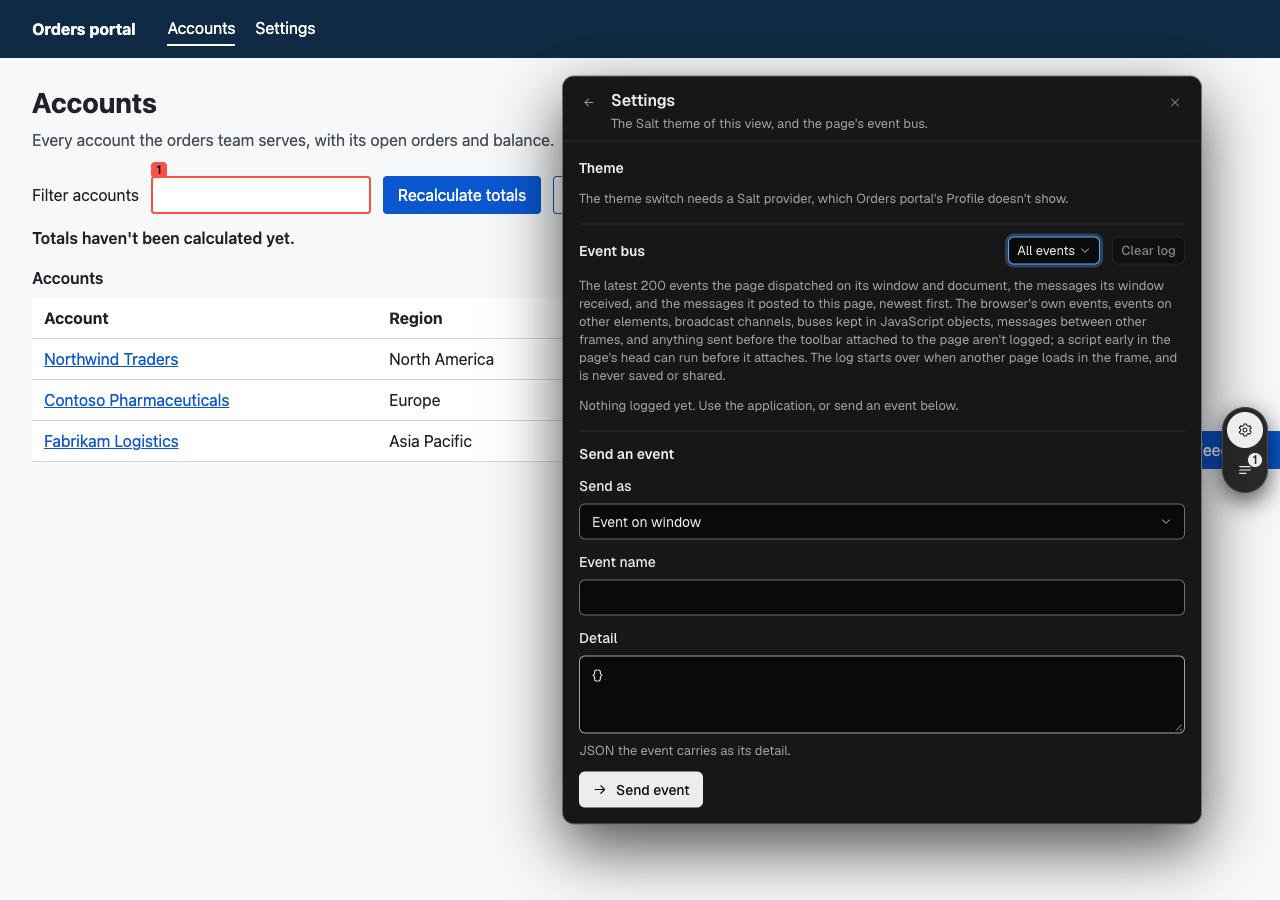 Orders portal
Accounts
Settings
Accounts
Every account the orders team serves, with its open orders and balance.
1
Filter accounts
Recalculate totals
Totals haven't been calculated yet.
Accounts
Account
Region
Northwind Traders
North America
Contoso Pharmaceuticals
Europe
Fabrikam Logistics
Asia Pacific
Settings
The Salt theme of this view, and the page's event bus.
Theme
The theme switch needs a Salt provider, which Orders portal's Profile doesn't show.
Event bus
All events
Clear log
The latest 200 events the page dispatched on its window and document, the messages its window
received, and the messages it posted to this page, newest first. The browser's own events, events on
other elements, broadcast channels, buses kept in JavaScript objects, messages between other
frames, and anything sent before the toolbar attached to the page aren't logged; a script early in the
page's head can run before it attaches. The log starts over when another page loads in the frame, and
is never saved or shared.
Nothing logged yet. Use the application, or send an event below.
Send an event
Send as
Event on window
Event name
Detail
{}
JSON the event carries as its detail.
Send event
1